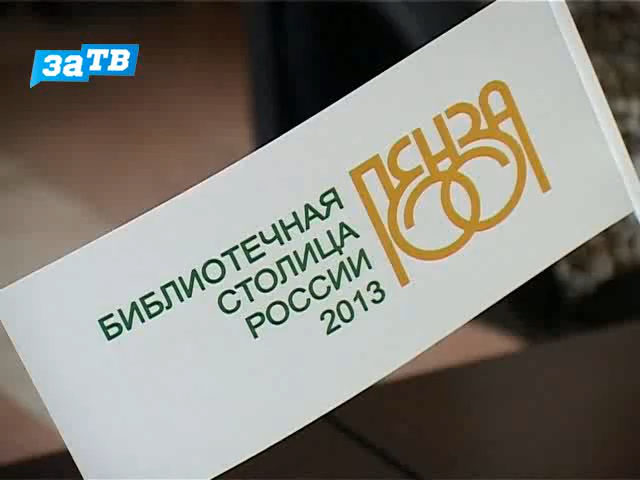 заТВ
ПЕНЗА
БИБЛИОТЕЧНАЯ
СТОЛИЦА
РОССИИ
2013